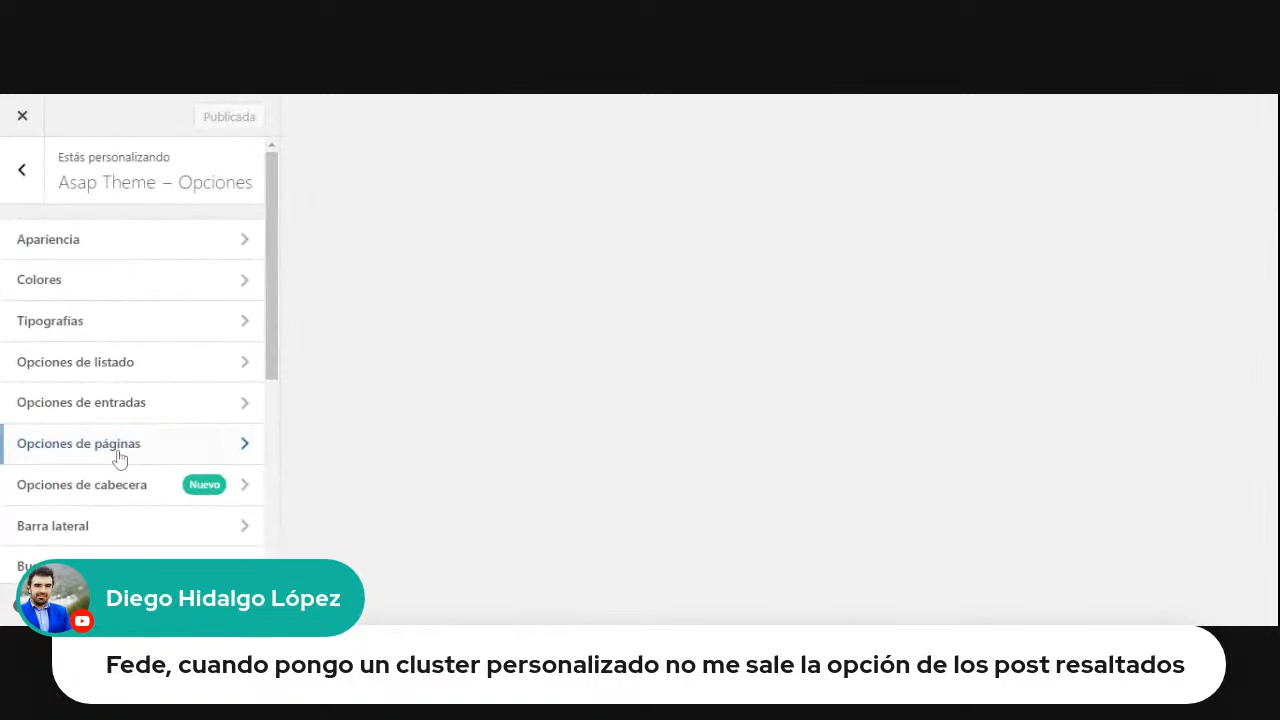 Publicada
Estás personalizando
Asap Theme – Opciones
Apariencia
Colores
Tipografías
Opciones de listado
Opciones de entradas
Opciones de páginas
Opciones de cabecera Nuevo
Barra lateral
Diego Hidalgo López
Fede, cuando pongo un cluster personalizado no me sale la opción de los post resaltados